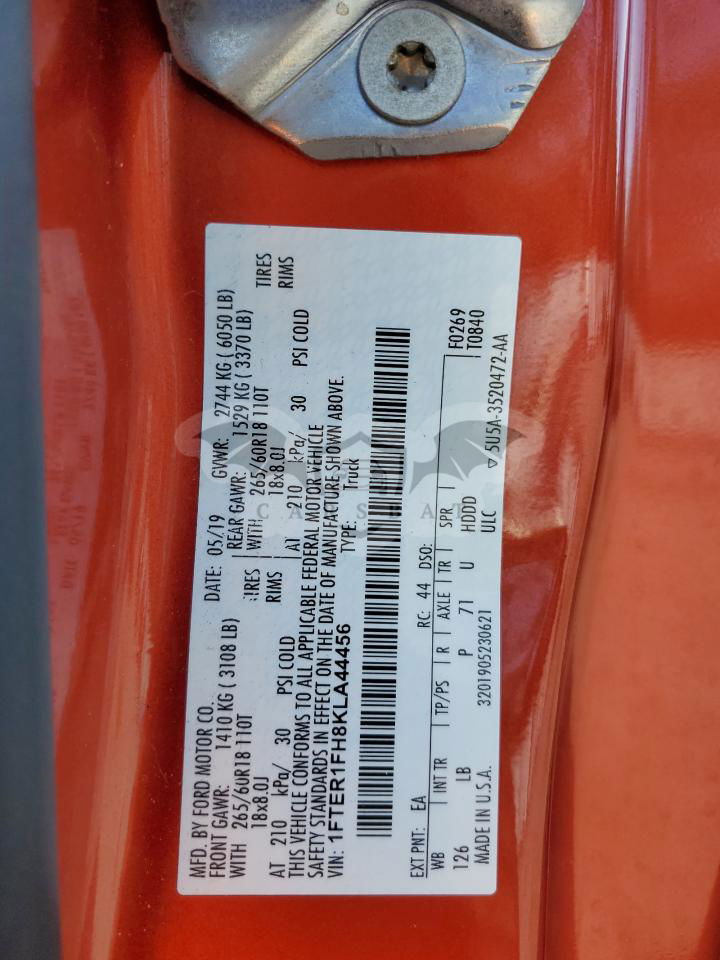 MFD. BY FORD MOTOR CO.
DATE: 05/19 GVWR: 2744 KG ( 6050 LB)
FRONT GAWR: 1410 KG ( 3108 LB) REAR GAWR: 1529 KG ( 3370 LB)
WITH 265/60R18 110T TIRES WITH 265/60R18 110T TIRES
18x8.0J RIMS 18x8.0J RIMS
AT 210 kPa/ 30 PSI COLD AT 210 kPa/ 30 PSI COLD
THIS VEHICLE CONFORMS TO ALL APPLICABLE FEDERAL MOTOR VEHICLE
SAFETY STANDARDS IN EFFECT ON THE DATE OF MANUFACTURE SHOWN ABOVE.
VIN: 1FTER1FH8KLA44456 TYPE: Truck
EXT PNT: EA RC: 44 DSO: F0269
WB INT TR TP/PS R AXLE TR SPR T0840
126 LB P 71 U HDDD
ULC
MADE IN U.S.A. 3201905230621 5U5A-3520472-AA
CARSBAT